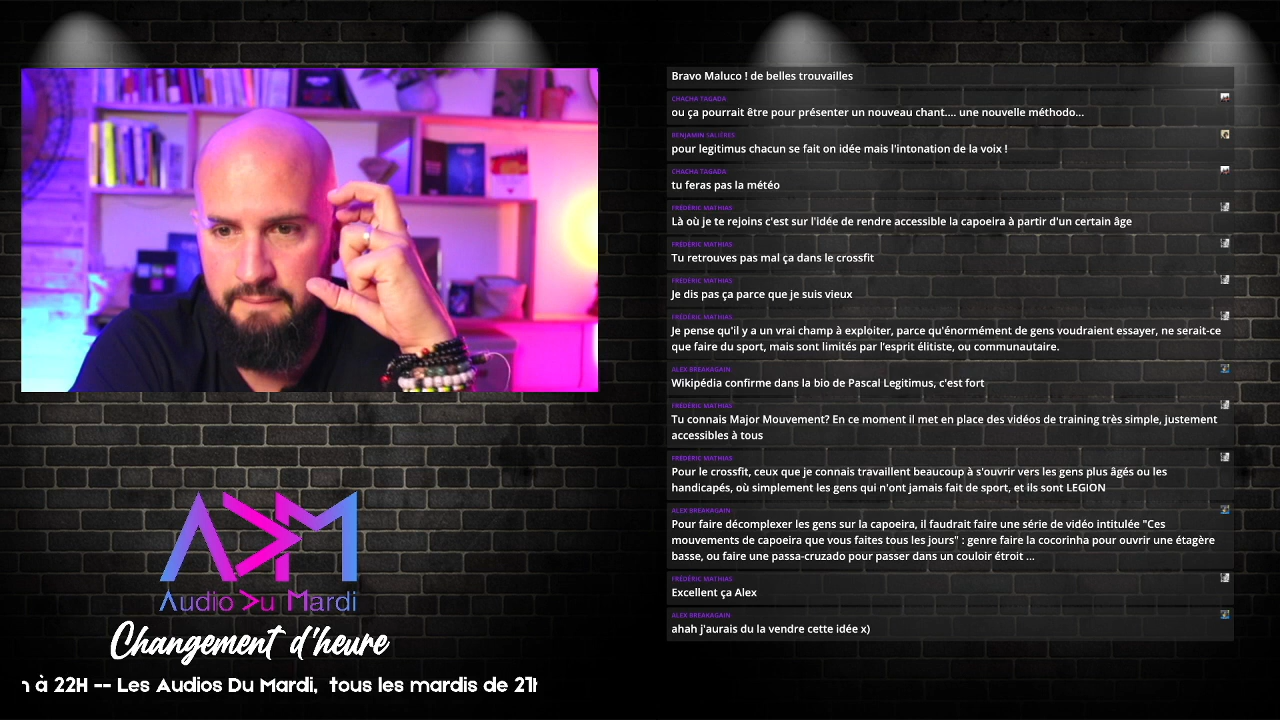 Bravo Maluco ! de belles trouvailles
CHACHA TAGADA
ou ça pourrait être pour présenter un nouveau chant.... une nouvelle méthodo...
BENJAMIN SALIÈRES
pour legitimus chacun se fait on idée mais l'intonation de la voix !
CHACHA TAGADA
tu feras pas la météo
FRÉDÉRIC MATHIAS
Là où je te rejoins c'est sur l'idée de rendre accessible la capoeira à partir d'un certain âge
FRÉDÉRIC MATHIAS
Tu retrouves pas mal ça dans le crossfit
FRÉDÉRIC MATHIAS
Je dis pas ça parce que je suis vieux
FRÉDÉRIC MATHIAS
Je pense qu'il y a un vrai champ à exploiter, parce qu'énormément de gens voudraient essayer, ne serait-ce
que faire du sport, mais sont limités par l'esprit élitiste, ou communautaire.
ALEX BREAKAGAIN
Wikipédia confirme dans la bio de Pascal Legitimus, c'est fort
FRÉDÉRIC MATHIAS
Tu connais Major Mouvement? En ce moment il met en place des vidéos de training très simple, justement
accessibles à tous
FRÉDÉRIC MATHIAS
Pour le crossfit, ceux que je connais travaillent beaucoup à s'ouvrir vers les gens plus âgés ou les
handicapés, où simplement les gens qui n'ont jamais fait de sport, et ils sont LEGION
ALEX BREAKAGAIN
Pour faire décomplexer les gens sur la capoeira, il faudrait faire une série de vidéo intitulée "Ces
mouvements de capoeira que vous faites tous les jours" : genre faire la cocorinha pour ouvrir une étagère
basse, ou faire une passa-cruzado pour passer dans un couloir étroit ...
FRÉDÉRIC MATHIAS
Excellent ça Alex
ALEX BREAKAGAIN
ahah j'aurais du la vendre cette idée x)
ADM
Audio Du Mardi
Changement d'heure
à 22H -- Les Audios Du Mardi, tous les mardis de 21h